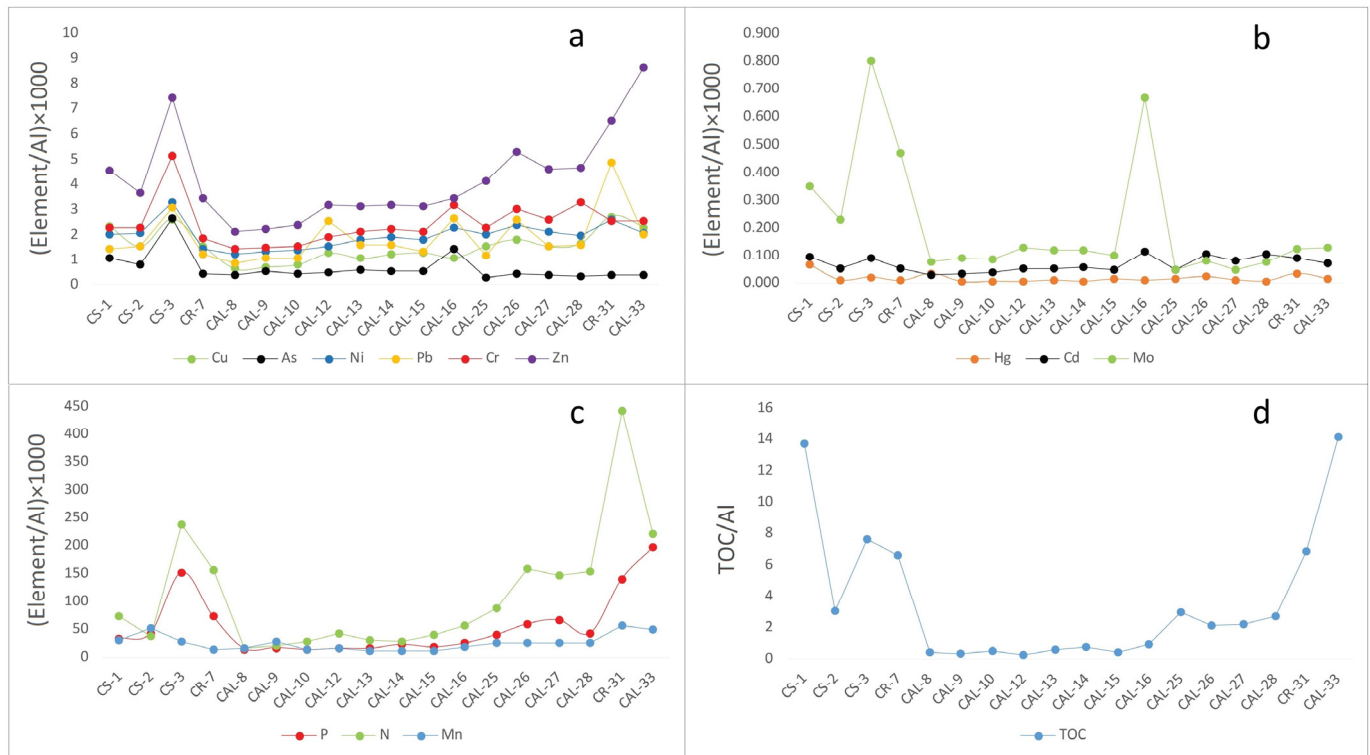 a
(Element/Al)×1000
10
9
8
7
6
5
4
3
2
1
0
CS-1 CS-2 CS-3 CR-7 CAL-8 CAL-9 CAL-10 CAL-12 CAL-13 CAL-14 CAL-15 CAL-16 CAL-25 CAL-26 CAL-27 CAL-28 CR-31 CAL-33
Cu As Ni Pb Cr Zn
b
(Element/Al)×1000
0.900
0.800
0.700
0.600
0.500
0.400
0.300
0.200
0.100
0.000
CS-1 CS-2 CS-3 CR-7 CAL-8 CAL-9 CAL-10 CAL-12 CAL-13 CAL-14 CAL-15 CAL-16 CAL-25 CAL-26 CAL-27 CAL-28 CR-31 CAL-33
Hg Cd Mo
c
(Element/Al)×1000
450
400
350
300
250
200
150
100
50
0
CS-1 CS-2 CS-3 CR-7 CAL-8 CAL-9 CAL-10 CAL-12 CAL-13 CAL-14 CAL-15 CAL-16 CAL-25 CAL-26 CAL-27 CAL-28 CR-31 CAL-33
P N Mn
d
TOC/Al
16
14
12
10
8
6
4
2
0
CS-1 CS-2 CS-3 CR-7 CAL-8 CAL-9 CAL-10 CAL-12 CAL-13 CAL-14 CAL-15 CAL-16 CAL-25 CAL-26 CAL-27 CAL-28 CR-31 CAL-33
TOC